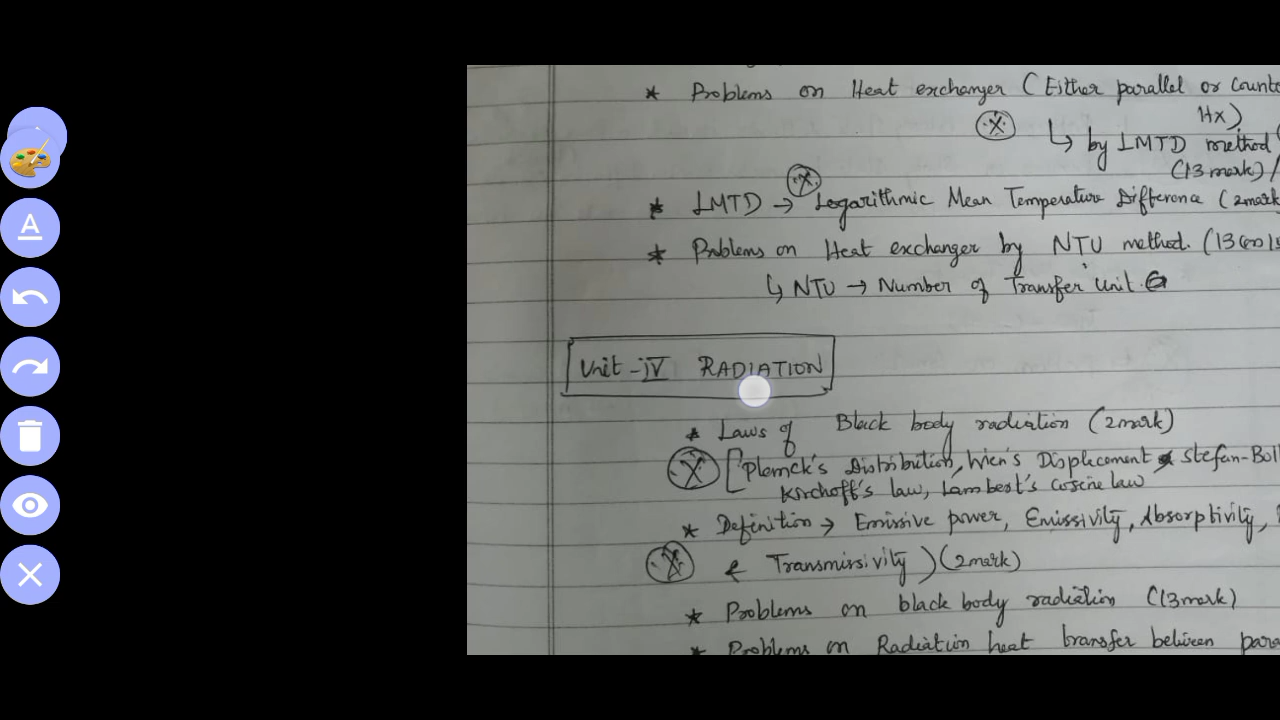 * Problems on Heat exchanger (Either parallel or counte
Hx)
↳ by LMTD method
(13 mark) /
* LMTD → Logarithmic Mean Temperature Difference (2mark
* Problems on Heat exchanger by NTU method. (13 (or) 15
↳ NTU → Number of Transfer Unit.
Unit - IV RADIATION
* Laws of Black body radiation (2mark)
[Planck's Distribution, Wien's Displacement, Stefan-Bol
Kirchoff's law, Lambert's cosine law
* Definition → Emissive power, Emissivity, Absorptivity,
& Transmissivity) (2mark)
* Problems on black body radiation (13mark)
* Problems on Radiation heat transfer between para
A